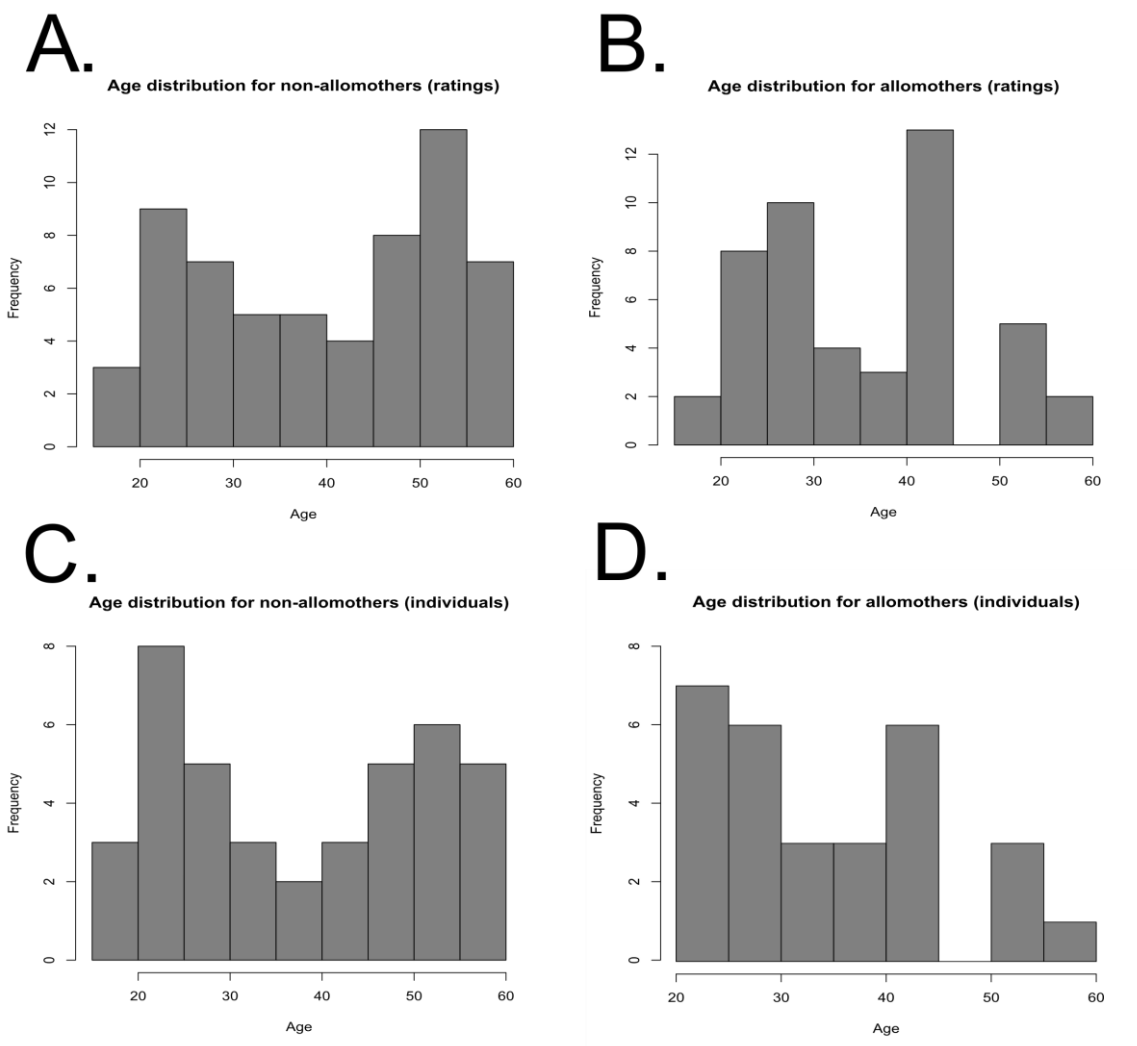 A.
Age distribution for non-allomothers (ratings)
Frequency
12
10
8
6
4
2
0
20 30 40 50 60
Age
B.
Age distribution for allomothers (ratings)
Frequency
12
10
8
6
4
2
0
20 30 40 50 60
Age
C.
Age distribution for non-allomothers (individuals)
Frequency
8
6
4
2
0
20 30 40 50 60
Age
D.
Age distribution for allomothers (individuals)
Frequency
8
6
4
2
0
20 30 40 50 60
Age